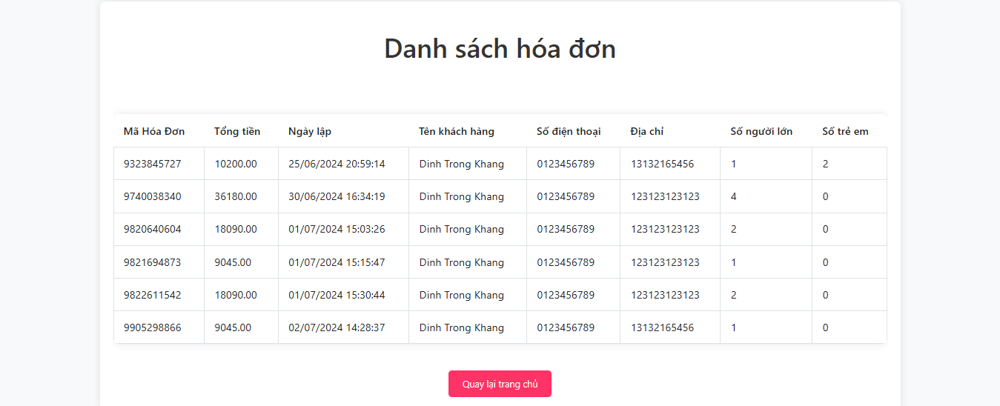 Danh sách hóa đơn
Mã Hóa Đơn Tổng tiền Ngày lập Tên khách hàng Số điện thoại Địa chỉ Số người lớn Số trẻ em
9323845727 10200.00 25/06/2024 20:59:14 Dinh Trong Khang 0123456789 13132165456 1 2
9740038340 36180.00 30/06/2024 16:34:19 Dinh Trong Khang 0123456789 123123123123 4 0
9820640604 18090.00 01/07/2024 15:03:26 Dinh Trong Khang 0123456789 123123123123 2 0
9821694873 9045.00 01/07/2024 15:15:47 Dinh Trong Khang 0123456789 123123123123 1 0
9822611542 18090.00 01/07/2024 15:30:44 Dinh Trong Khang 0123456789 123123123123 2 0
9905298866 9045.00 02/07/2024 14:28:37 Dinh Trong Khang 0123456789 13132165456 1 0
Quay lại trang chủ